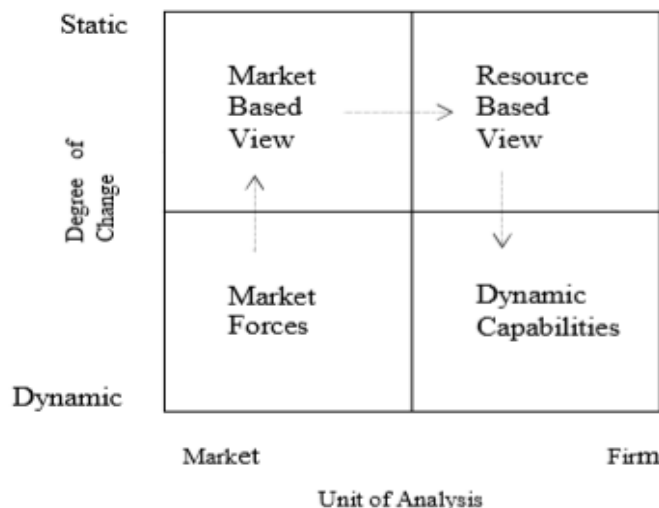 Static
Market
Based
View
Resource
Based
View
Degree of
Change
Market
Forces
Dynamic
Capabilities
Dynamic
Market
Firm
Unit of Analysis